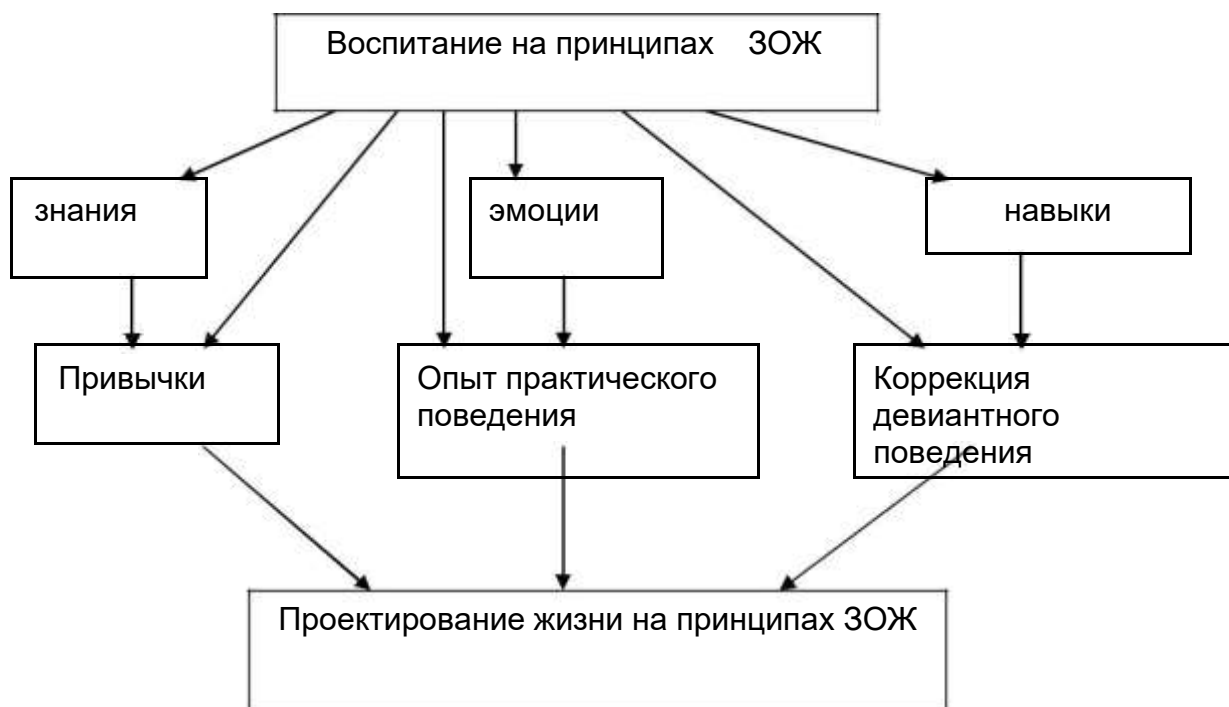 Воспитание на принципах ЗОЖ
знания
эмоции
навыки
Привычки
Опыт практического
поведения
Коррекция
девиантного
поведения
Проектирование жизни на принципах ЗОЖ